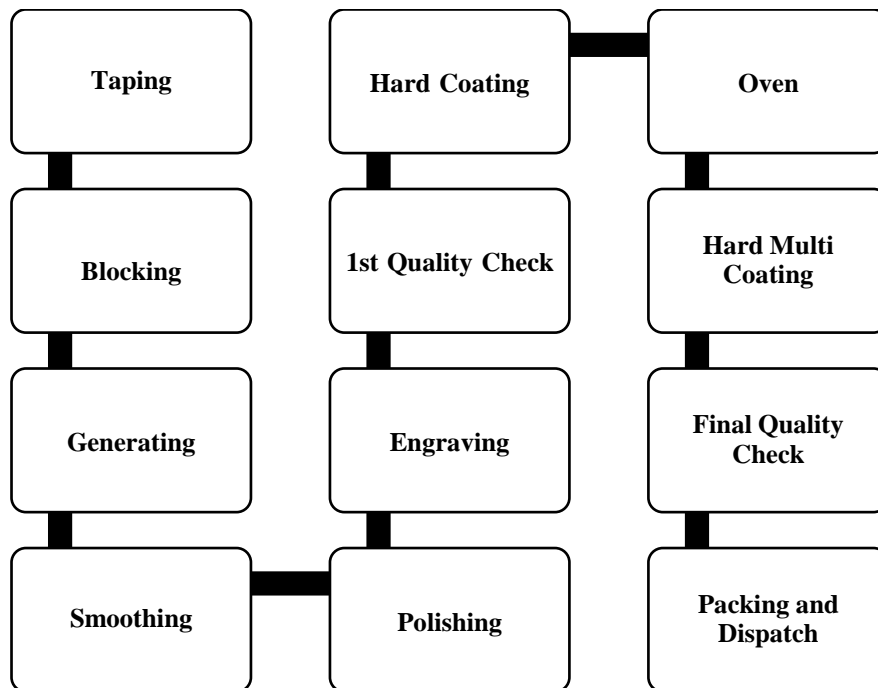 Taping
Blocking
Generating
Smoothing
Polishing
Engraving
1st Quality Check
Hard Coating
Oven
Hard Multi
Coating
Final Quality
Check
Packing and
Dispatch